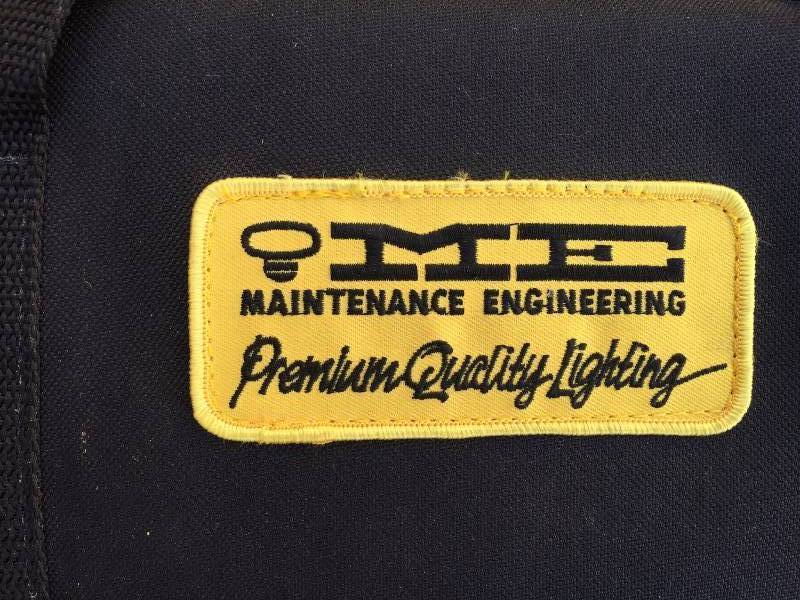 ME
MAINTENANCE ENGINEERING
Premium Quality Lighting